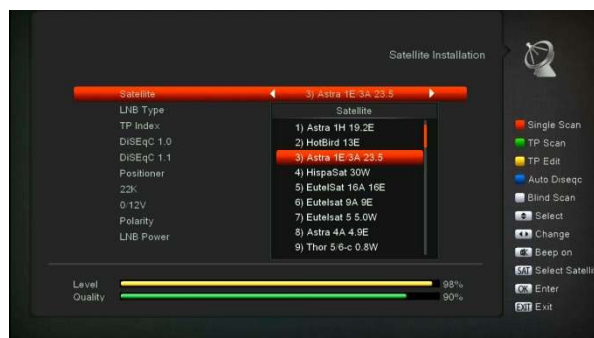 Satellite Installation
Satellite
3) Astra 1E/3A 23.5
LNB Type
TP Index
DiSEqC 1.0
DiSEqC 1.1
Positioner
22K
0/12V
Polarity
LNB Power
Satellite
1) Astra 1H 19.2E
2) HotBird 13E
3) Astra 1E/3A 23.5
4) HispaSat 30W
5) EutelSat 16A 16E
6) Eutelsat 9A 9E
7) Eutelsat 5 5.0W
8) Astra 4A 4.9E
9) Thor 5/6-c 0.8W
Single Scan
TP Scan
TP Edit
Auto Diseqc
Blind Scan
Select
Change
Beep on
SAT Select Satelli
OK Enter
EXIT Exit
Level 98%
Quality 90%